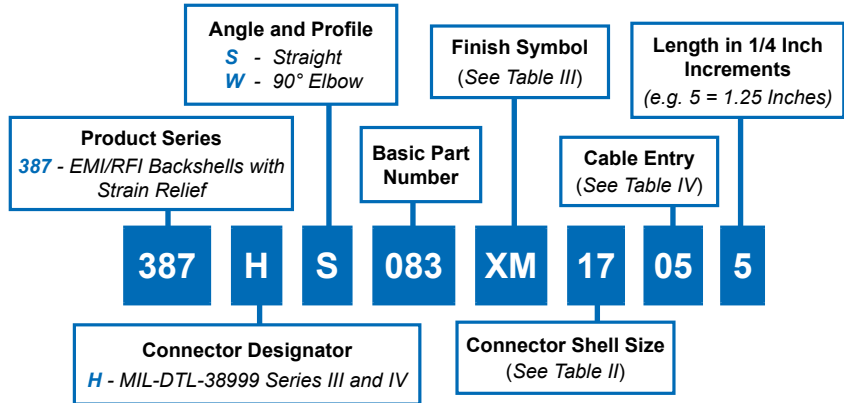 Angle and Profile
S - Straight
W - 90° Elbow
Finish Symbol
(See Table III)
Length in 1/4 Inch
Increments
(e.g. 5 = 1.25 Inches)
Product Series
387 - EMI/RFI Backshells with
Strain Relief
Basic Part
Number
Cable Entry
(See Table IV)
387 H S 083 XM 17 05 5
Connector Designator
H - MIL-DTL-38999 Series III and IV
Connector Shell Size
(See Table II)